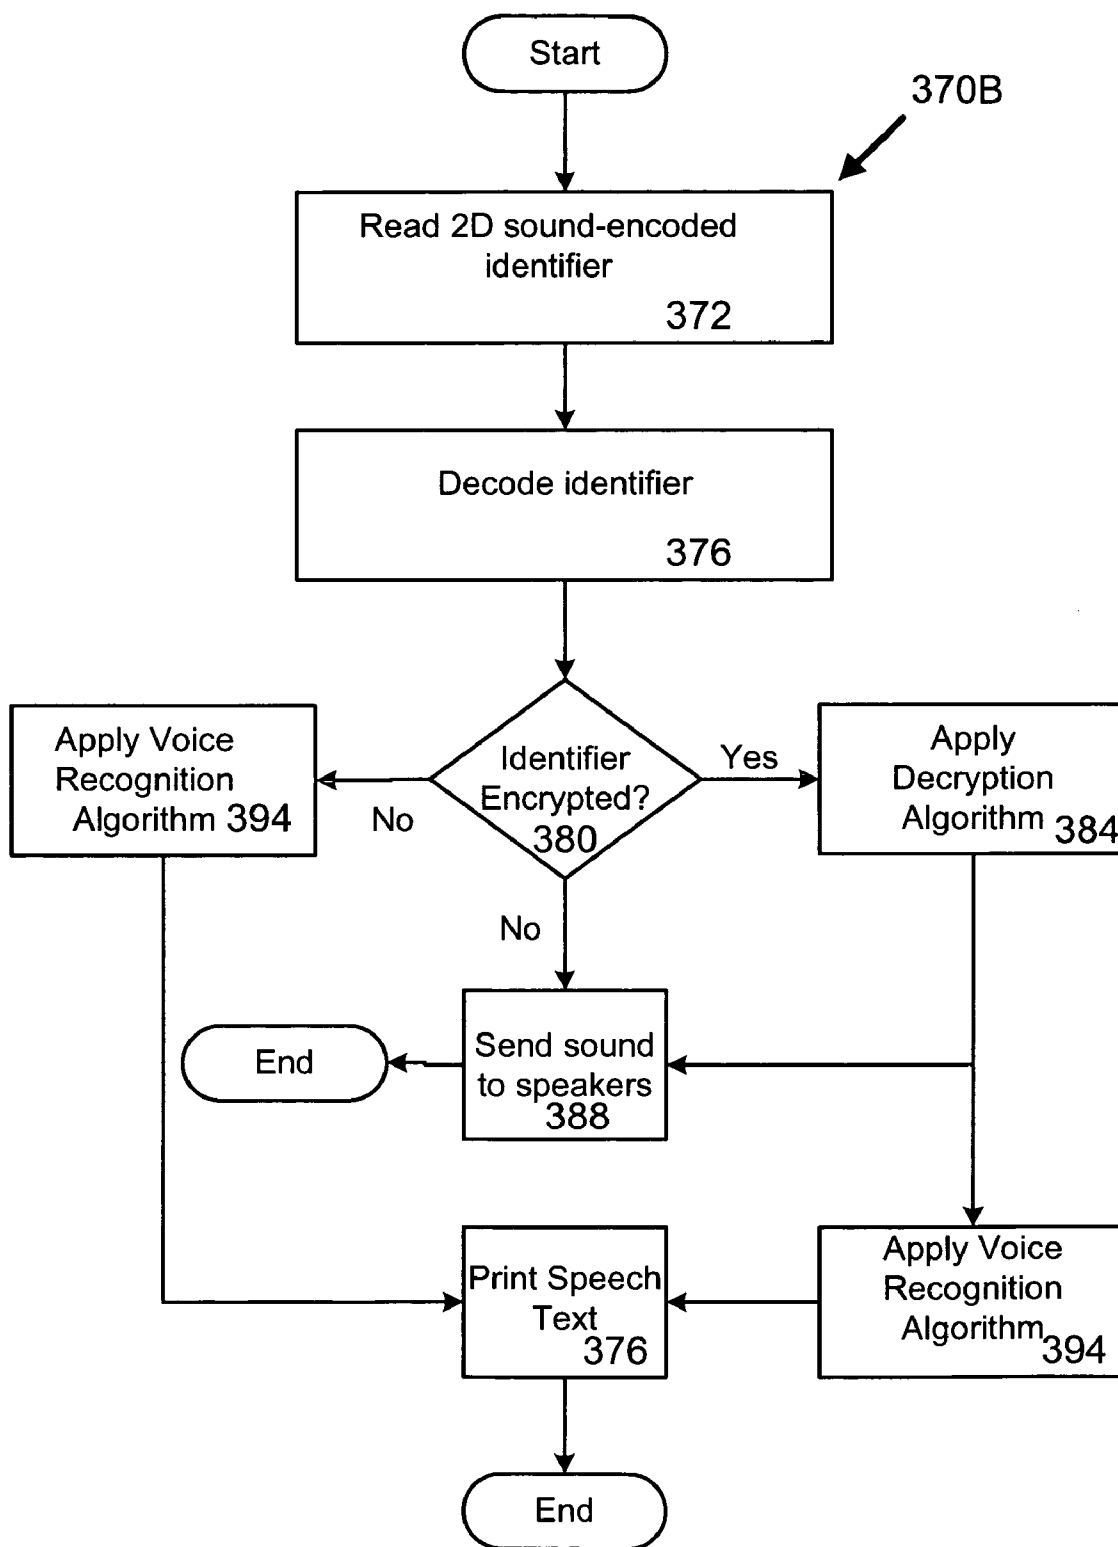 Start
370B
Read 2D sound-encoded
identifier
372
Decode identifier
376
Apply Voice
Recognition
Algorithm 394
No
Identifier
Encrypted?
380
Yes
Apply
Decryption
Algorithm 384
No
End
Send sound
to speakers
388
Print Speech
Text
376
Apply Voice
Recognition
Algorithm 394
End